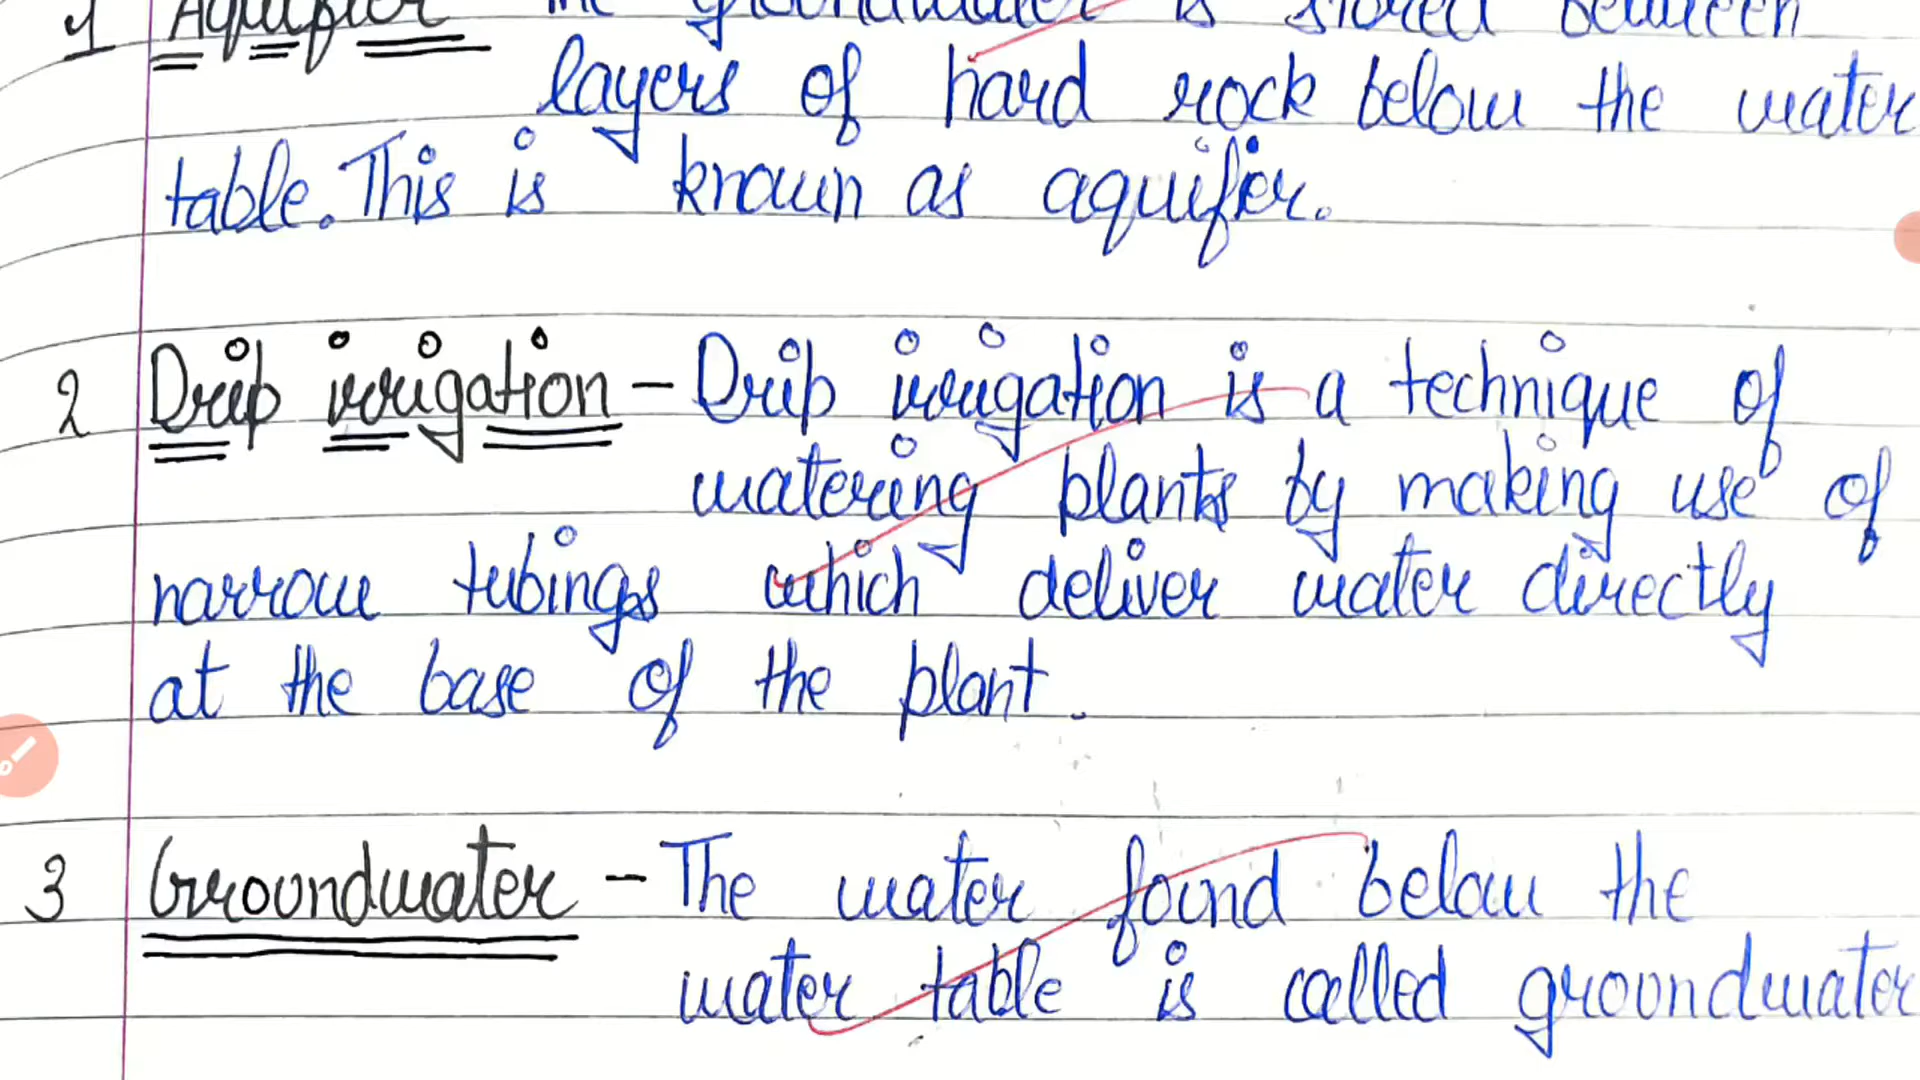 1 Aquifier The groundwater is stored between
layers of hard rock below the water
table. This is known as aquifer.
2 Drip irrigation - Drip irrigation is a technique of
watering plants by making use of
narrow tubings which deliver water directly
at the base of the plant.
3 Groundwater - The water found below the
water table is called groundwater